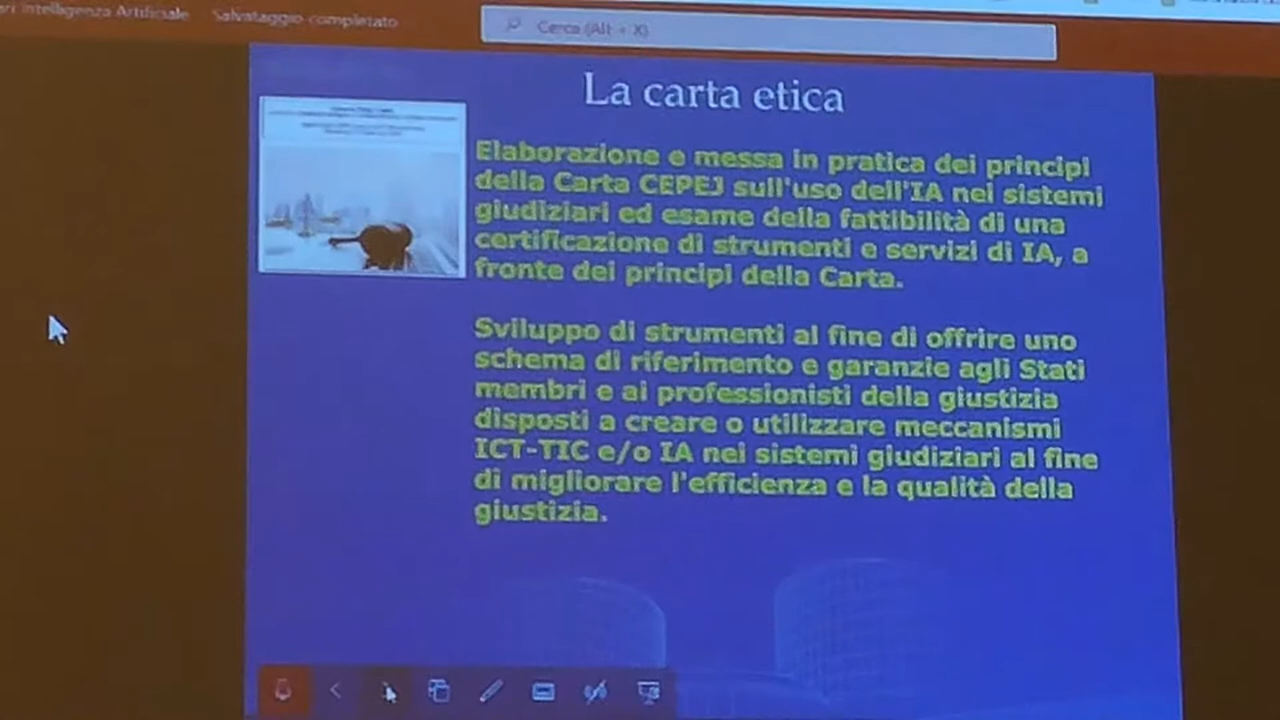 Intelligenza Artificiale Salvataggio completato
Cerca (Alt + X)
La carta etica
Elaborazione e messa in pratica dei principi
della Carta CEPEJ sull'uso dell'IA nei sistemi
giudiziari ed esame della fattibilità di una
certificazione di strumenti e servizi di IA, a
fronte dei principi della Carta.
Sviluppo di strumenti al fine di offrire uno
schema di riferimento e garanzie agli Stati
membri e ai professionisti della giustizia
disposti a creare o utilizzare meccanismi
ICT-TIC e/o IA nei sistemi giudiziari al fine
di migliorare l'efficienza e la qualità della
giustizia.